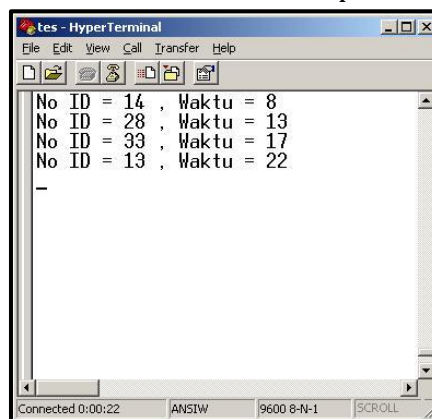 tes - HyperTerminal
File Edit View Call Transfer Help
No ID = 14 , Waktu = 8
No ID = 28 , Waktu = 13
No ID = 33 , Waktu = 17
No ID = 13 , Waktu = 22
_
Connected 0:00:22 ANSIW 9600 8-N-1 SCROLL